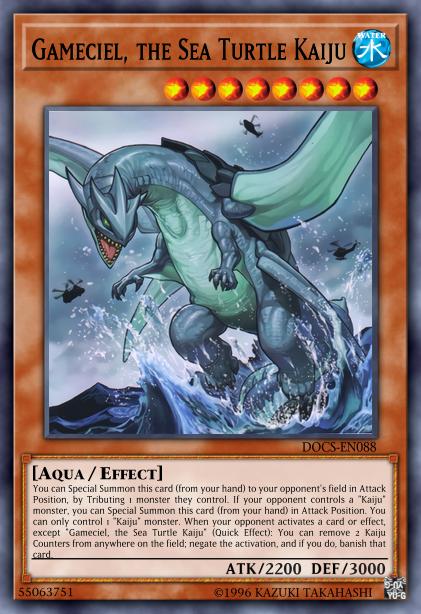 Gameciel, the Sea Turtle Kaiju
WATER
水
DOCS-EN088
[Aqua / Effect]
You can Special Summon this card (from your hand) to your opponent's field in Attack
Position, by Tributing 1 monster they control. If your opponent controls a "Kaiju"
monster, you can Special Summon this card (from your hand) in Attack Position. You
can only control 1 "Kaiju" monster. When your opponent activates a card or effect,
except "Gameciel, the Sea Turtle Kaiju" (Quick Effect): You can remove 2 Kaiju
Counters from anywhere on the field; negate the activation, and if you do, banish that
card.
ATK/2200 DEF/3000
55063751
©1996 KAZUKI TAKAHASHI